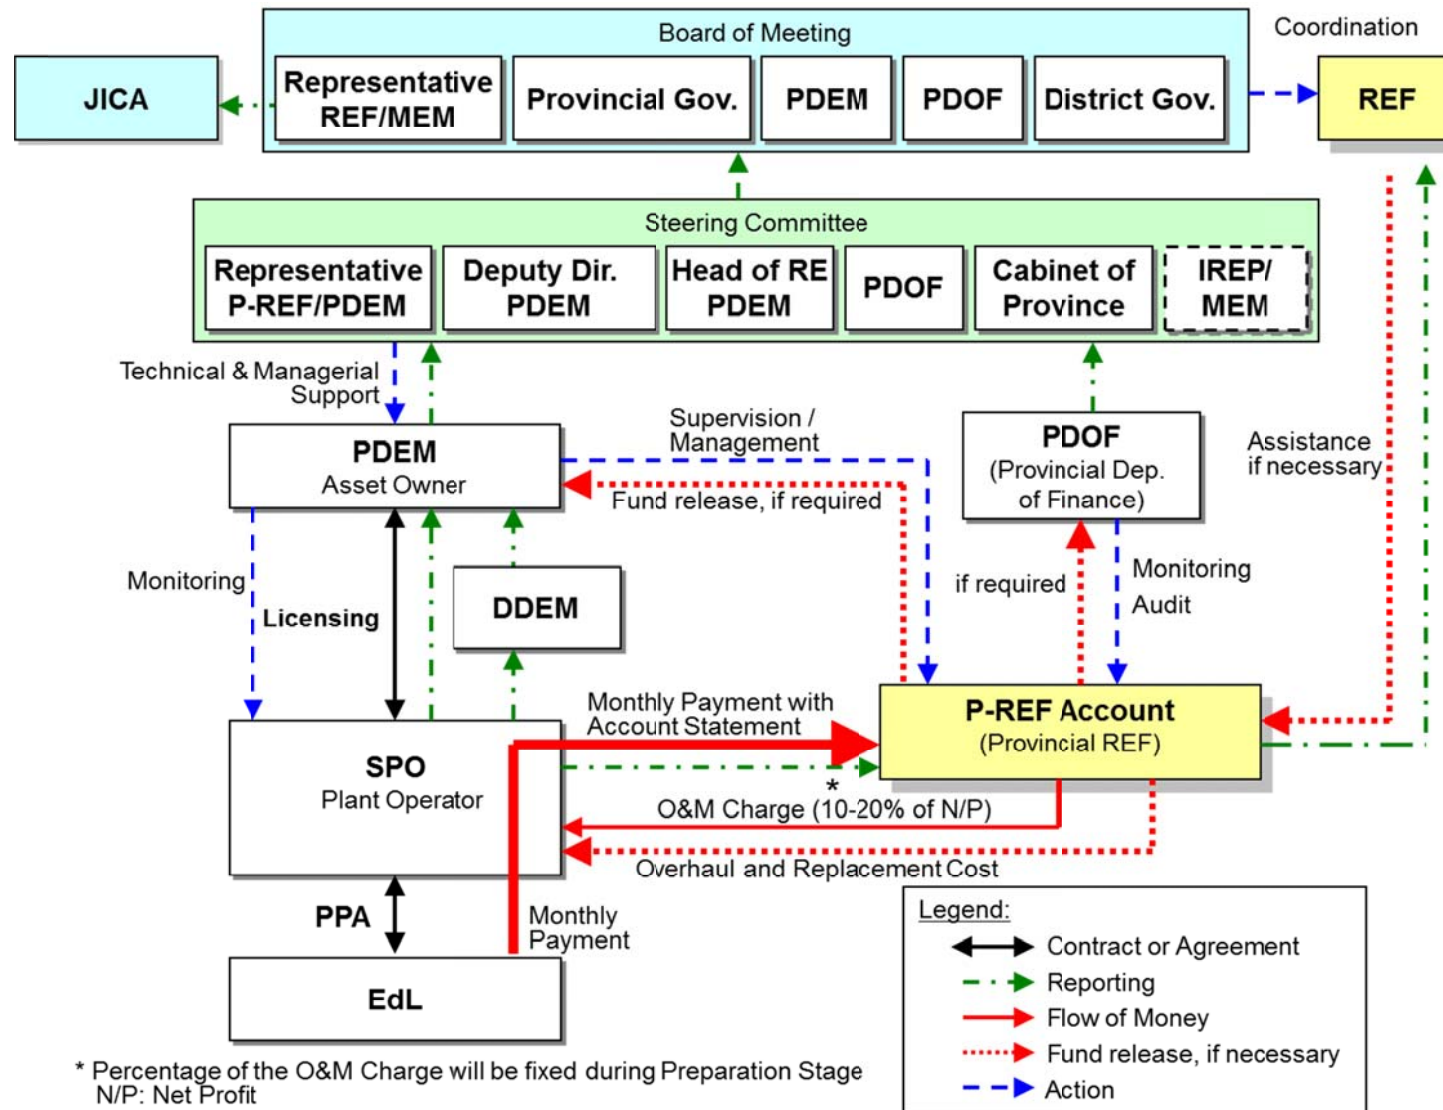 Board of Meeting
Coordination
JICA
Representative
REF/MEM
Provincial Gov.
PDEM
PDOF
District Gov.
REF
Steering Committee
Representative
P-REF/PDEM
Deputy Dir.
PDEM
Head of RE
PDEM
PDOF
Cabinet of
Province
IREP/
MEM
Technical & Managerial
Support
PDEM
Asset Owner
Supervision /
Management
Fund release, if required
PDOF
(Provincial Dep.
of Finance)
Assistance
if necessary
Monitoring
Licensing
DDEM
if required
Monitoring
Audit
Monthly Payment with
Account Statement
P-REF Account
(Provincial REF)
SPO
Plant Operator
*
O&M Charge (10-20% of N/P)
Overhaul and Replacement Cost
PPA
Monthly
Payment
EdL
Legend:
Contract or Agreement
Reporting
Flow of Money
Fund release, if necessary
Action
* Percentage of the O&M Charge will be fixed during Preparation Stage
N/P: Net Profit